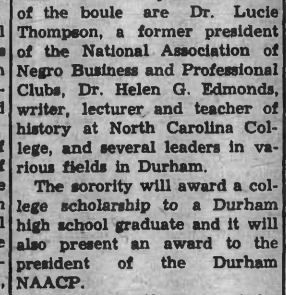 of the boule are Dr. Lucie
Thompson, a former president
of the National Association of
Negro Business and Professional
Clubs, Dr. Helen G. Edmonds,
writer, lecturer and teacher of
history at North Carolina Col-
lege, and several leaders in va-
rious fields in Durham.
The sorority will award a col-
lege scholarship to a Durham
high school graduate and it will
also present an award to the
president of the Durham
NAACP.